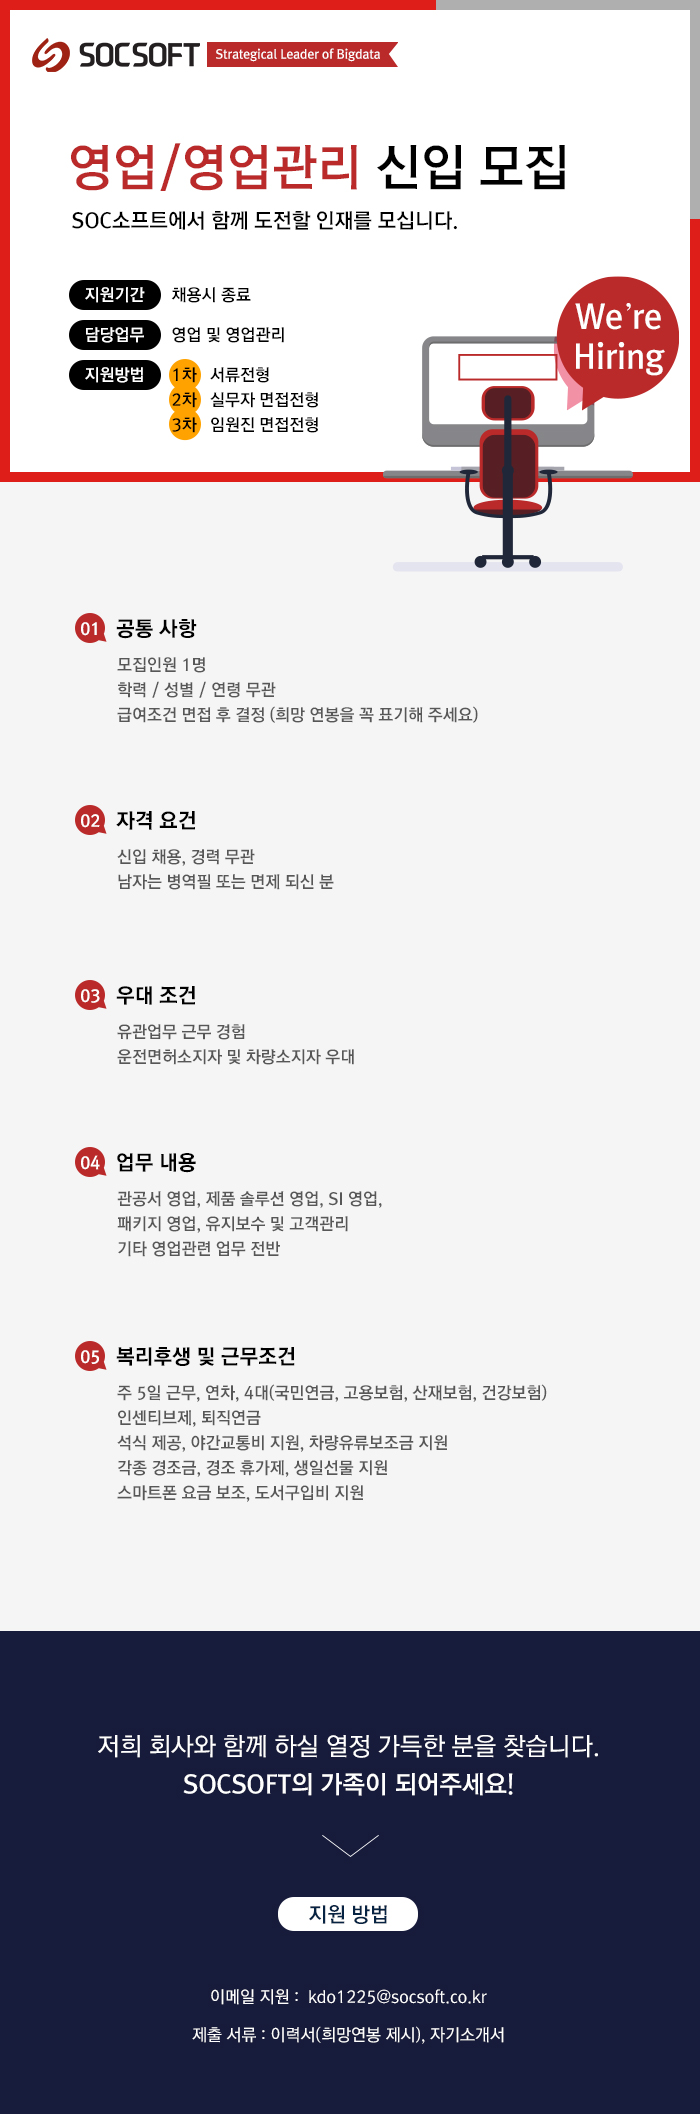 SOCSOFT Strategical Leader of Bigdata
영업/영업관리 신입 모집
SOC소프트에서 함께 도전할 인재를 모십니다.
지원기간 채용시 종료
담당업무 영업 및 영업관리
지원방법 1차 서류전형
2차 실무자 면접전형
3차 임원진 면접전형
We're
Hiring
01 공통 사항
모집인원 1명
학력 / 성별 / 연령 무관
급여조건 면접 후 결정 (희망 연봉을 꼭 표기해 주세요)
02 자격 요건
신입 채용, 경력 무관
남자는 병역필 또는 면제 되신 분
03 우대 조건
유관업무 근무 경험
운전면허소지자 및 차량소지자 우대
04 업무 내용
관공서 영업, 제품 솔루션 영업, SI 영업,
패키지 영업, 유지보수 및 고객관리
기타 영업관련 업무 전반
05 복리후생 및 근무조건
주 5일 근무, 연차, 4대(국민연금, 고용보험, 산재보험, 건강보험)
인센티브제, 퇴직연금
석식 제공, 야간교통비 지원, 차량유류보조금 지원
각종 경조금, 경조 휴가제, 생일선물 지원
스마트폰 요금 보조, 도서구입비 지원
저희 회사와 함께 하실 열정 가득한 분을 찾습니다.
SOCSOFT의 가족이 되어주세요!
지원 방법
이메일 지원 : kdo1225@socsoft.co.kr
제출 서류 : 이력서(희망연봉 제시), 자기소개서